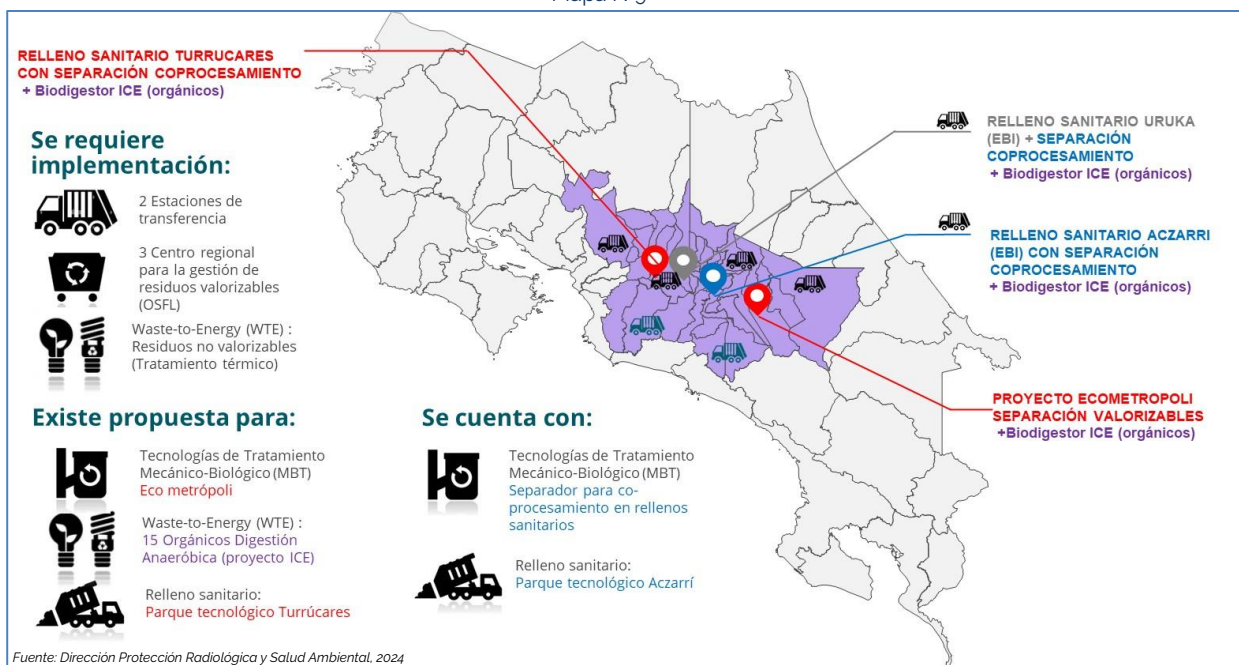 RELLENO SANITARIO TURRUCARES
CON SEPARACIÓN COPROCESAMIENTO
+ Biodigestor ICE (orgánicos)
RELLENO SANITARIO URUKA
(EBI) + SEPARACIÓN
COPROCESAMIENTO
+ Biodigestor ICE (orgánicos)
RELLENO SANITARIO ACZARRI
(EBI) CON SEPARACIÓN
COPROCESAMIENTO
+ Biodigestor ICE (orgánicos)
PROYECTO ECOMETROPOLI
SEPARACIÓN VALORIZABLES
+Biodigestor ICE (orgánicos)
Se requiere
implementación:
2 Estaciones de
transferencia
3 Centro regional
para la gestión de
residuos valorizables
(OSFL)
Waste-to-Energy (WTE) :
Residuos no valorizables
(Tratamiento térmico)
Existe propuesta para:
Tecnologías de Tratamiento
Mecánico-Biológico (MBT)
Eco metrópoli
Waste-to-Energy (WTE) :
15 Orgánicos Digestión
Anaeróbica (proyecto ICE)
Relleno sanitario:
Parque tecnológico Turrúcares
Se cuenta con:
Tecnologías de Tratamiento
Mecánico-Biológico (MBT)
Separador para co-
procesamiento en rellenos
sanitarios
Relleno sanitario:
Parque tecnológico Aczarrí
Fuente: Dirección Protección Radiológica y Salud Ambiental, 2024